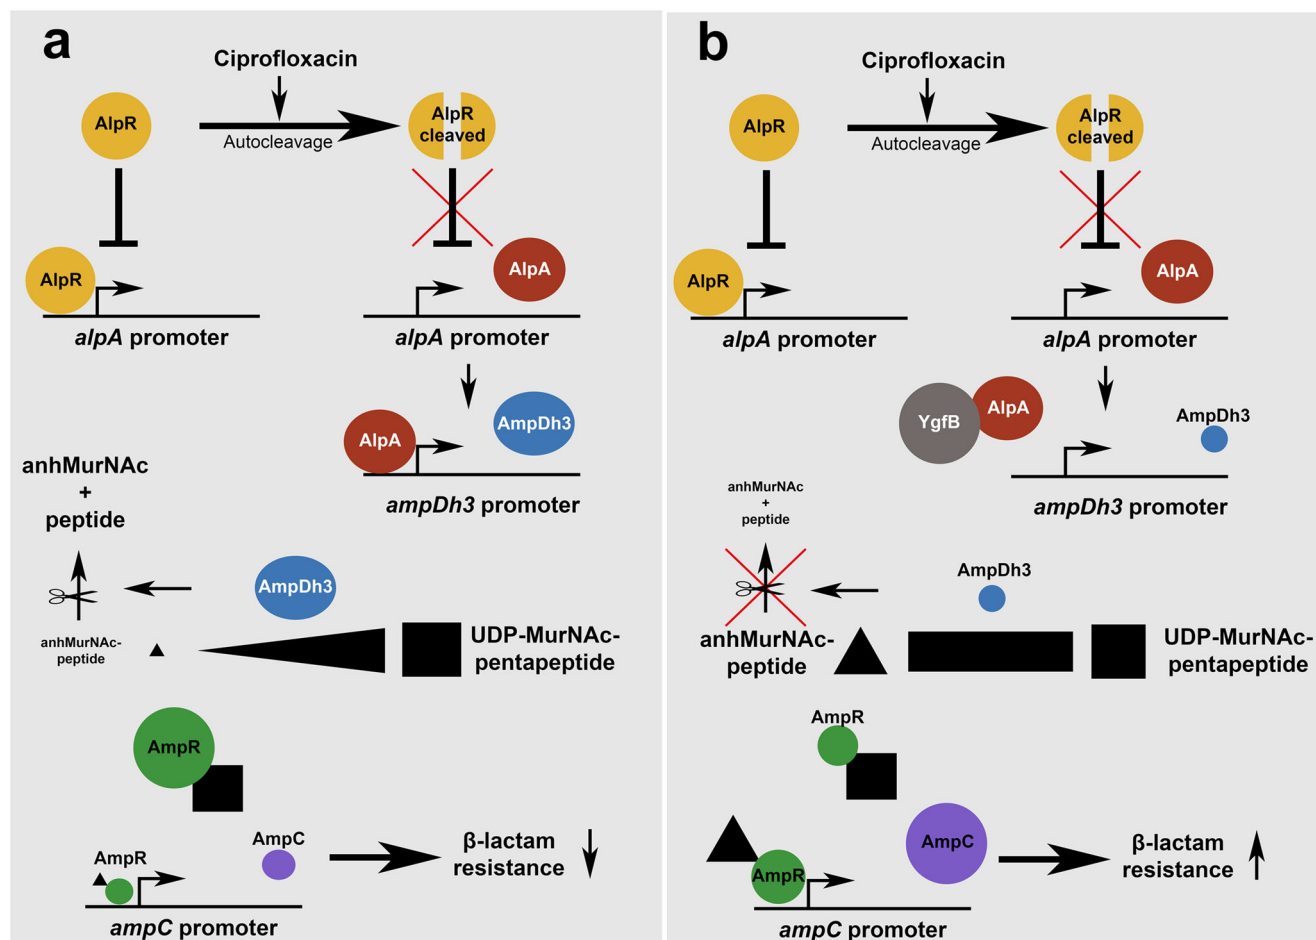 a
Ciprofloxacin
AlpR
Autocleavage
AlpR
cleaved
AlpR
AlpA
alpA promoter
alpA promoter
AlpA
AmpDh3
ampDh3 promoter
anhMurNAc
+
peptide
AmpDh3
anhMurNAc-
peptide
UDP-MurNAc-
pentapeptide
AmpR
AmpR
AmpC
β-lactam
resistance
ampC promoter
b
Ciprofloxacin
AlpR
Autocleavage
AlpR
cleaved
AlpR
AlpA
alpA promoter
alpA promoter
YgfB
AlpA
AmpDh3
ampDh3 promoter
anhMurNAc
+
peptide
AmpDh3
anhMurNAc-
peptide
UDP-MurNAc-
pentapeptide
AmpR
AmpC
AmpR
β-lactam
resistance
ampC promoter